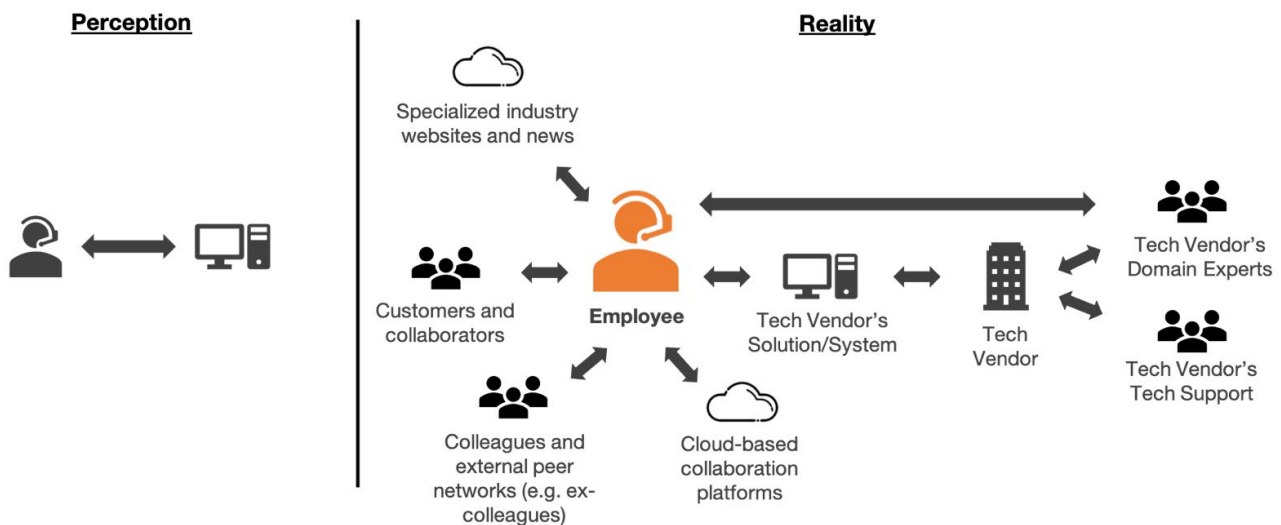 Perception
Reality
Specialized industry
websites and news
Customers and
collaborators
Employee
Tech Vendor’s
Solution/System
Tech
Vendor
Tech Vendor’s
Domain Experts
Tech Vendor’s
Tech Support
Colleagues and
external peer
networks (e.g. ex-
colleagues)
Cloud-based
collaboration
platforms